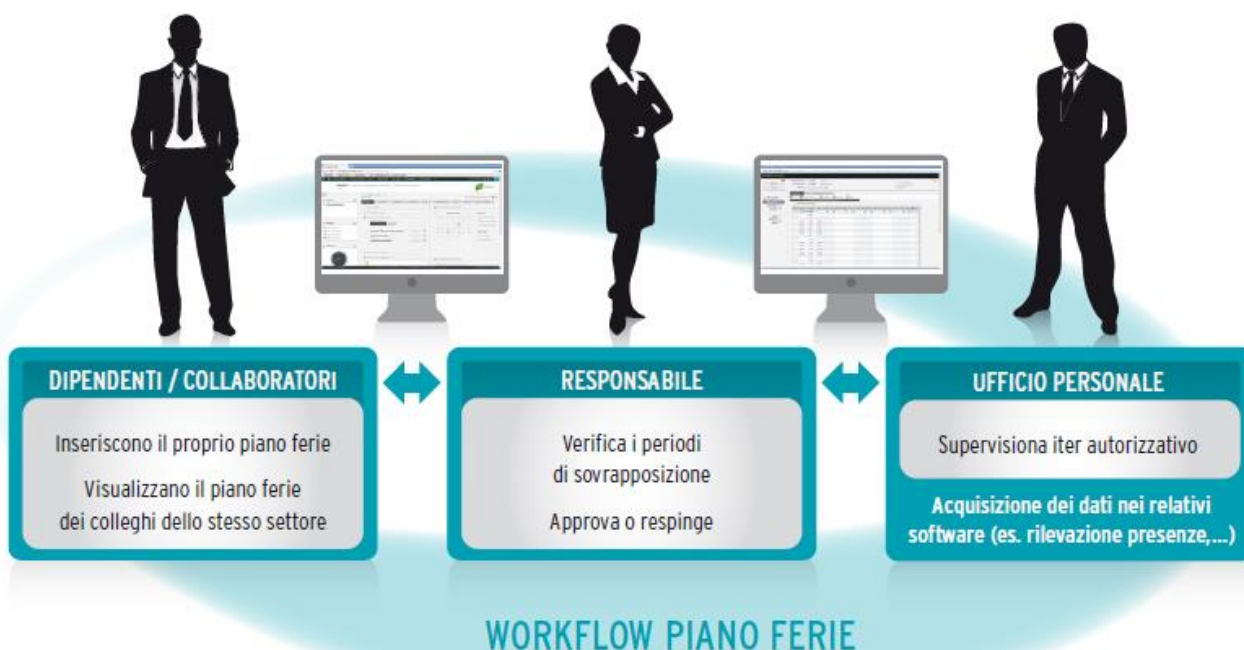 DIPENDENTI / COLLABORATORI
Inseriscono il proprio piano ferie
Visualizzano il piano ferie
dei colleghi dello stesso settore
RESPONSABILE
Verifica i periodi
di sovrapposizione
Approva o respinge
UFFICIO PERSONALE
Supervisiona iter autorizzativo
Acquisizione dei dati nei relativi
software (es. rilevazione presenze,...)
WORKFLOW PIANO FERIE